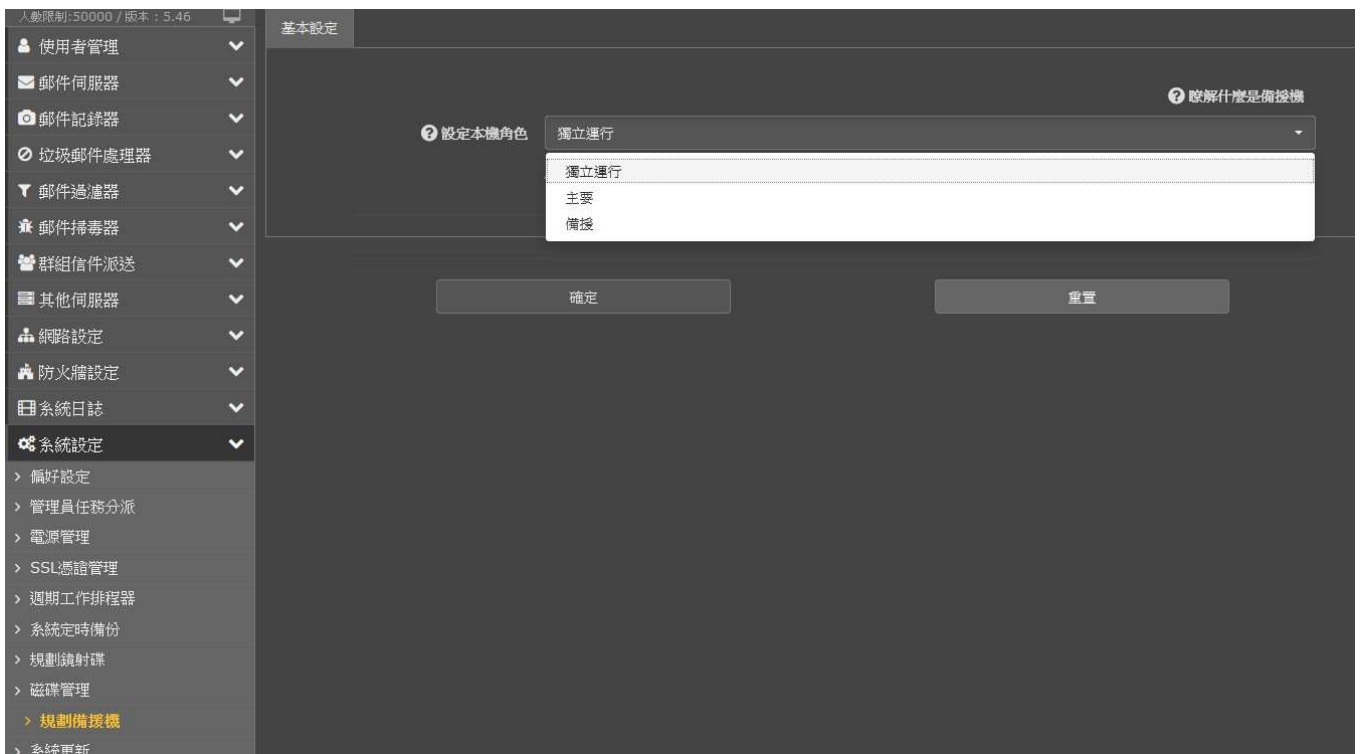 人數限制:50000 / 版本：5.46
使用者管理
郵件伺服器
郵件記錄器
垃圾郵件處理器
郵件過濾器
郵件掃毒器
群組信件派送
其他伺服器
網路設定
防火牆設定
系統日誌
系統設定
偏好設定
管理員任務分派
電源管理
SSL憑證管理
週期工作排程器
系統定時備份
規劃鏡射碟
磁碟管理
規劃備援機
系統更新
基本設定
瞭解什麼是備援機
設定本機角色
獨立運行
獨立運行
主要
備援
確定
重置